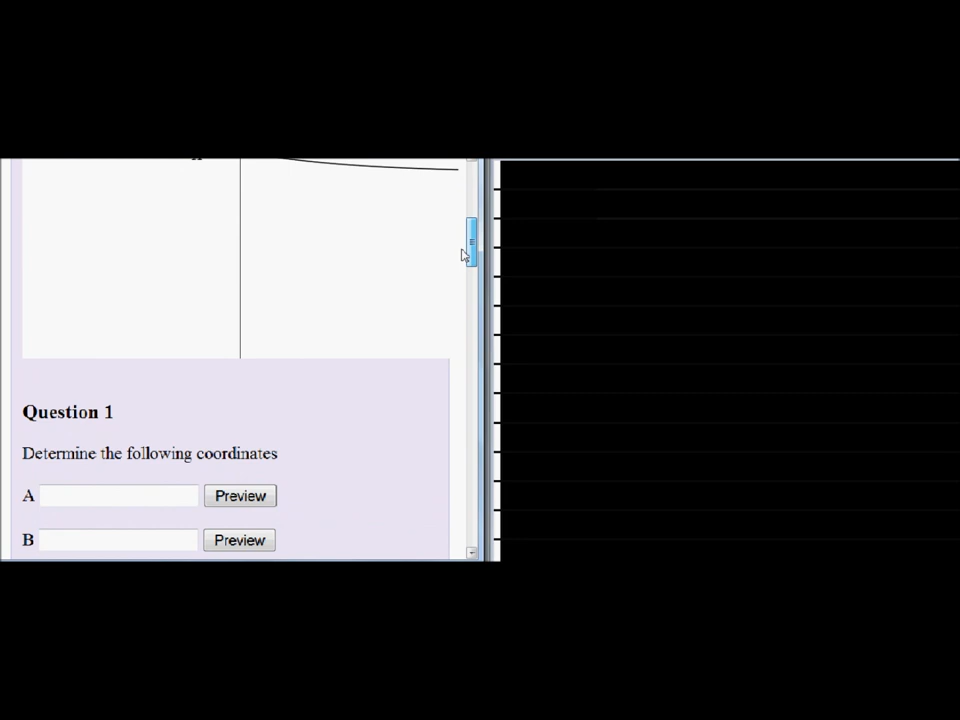 Question 1
Determine the following coordinates
A Preview
B Preview